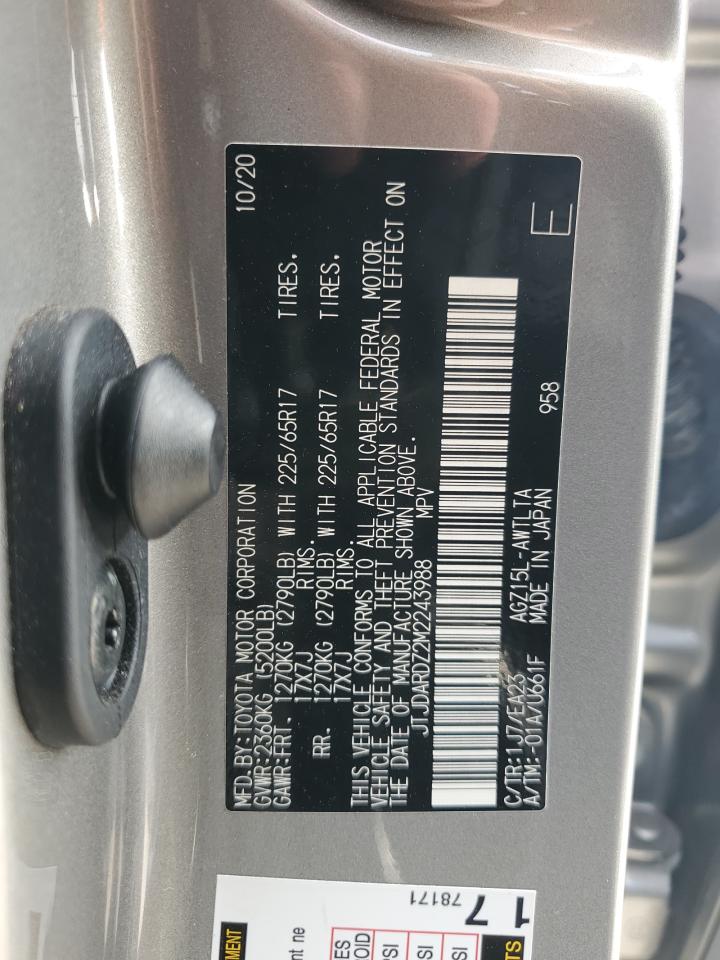 MFD. BY: TOYOTA MOTOR CORPORATION 10/20
GVWR: 2360KG (5200LB)
GAWR: FRT. 1270KG (2790LB) WITH 225/65R17 TIRES,
17X7J RIMS.
RR. 1270KG (2790LB) WITH 225/65R17 TIRES,
17X7J RIMS.
THIS VEHICLE CONFORMS TO ALL APPLICABLE FEDERAL MOTOR
VEHICLE SAFETY AND THEFT PREVENTION STANDARDS IN EFFECT ON
THE DATE OF MANUFACTURE SHOWN ABOVE.
JTJDARDZ2M2243988 MPV
958 E
C/TR: 1J7/EA23 AGZ15L-AWTLTA
A/TM: -01A/U661F MADE IN JAPAN
17
78171
PSI
PSI